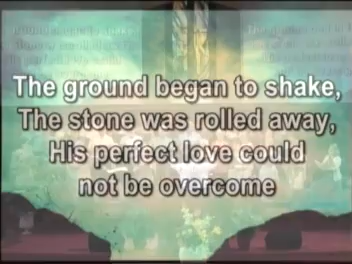 The ground began to shake,
The stone was rolled away,
His perfect love could
not be overcome